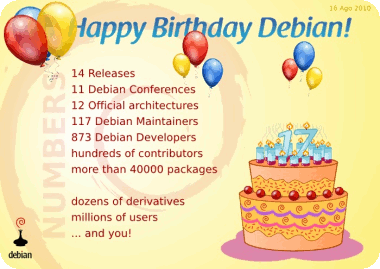 16 Ago 2010
Happy Birthday Debian!
NUMBERS
14 Releases
11 Debian Conferences
12 Official architectures
117 Debian Maintainers
873 Debian Developers
hundreds of contributors
more than 40000 packages
dozens of derivatives
millions of users
... and you!
17
debian